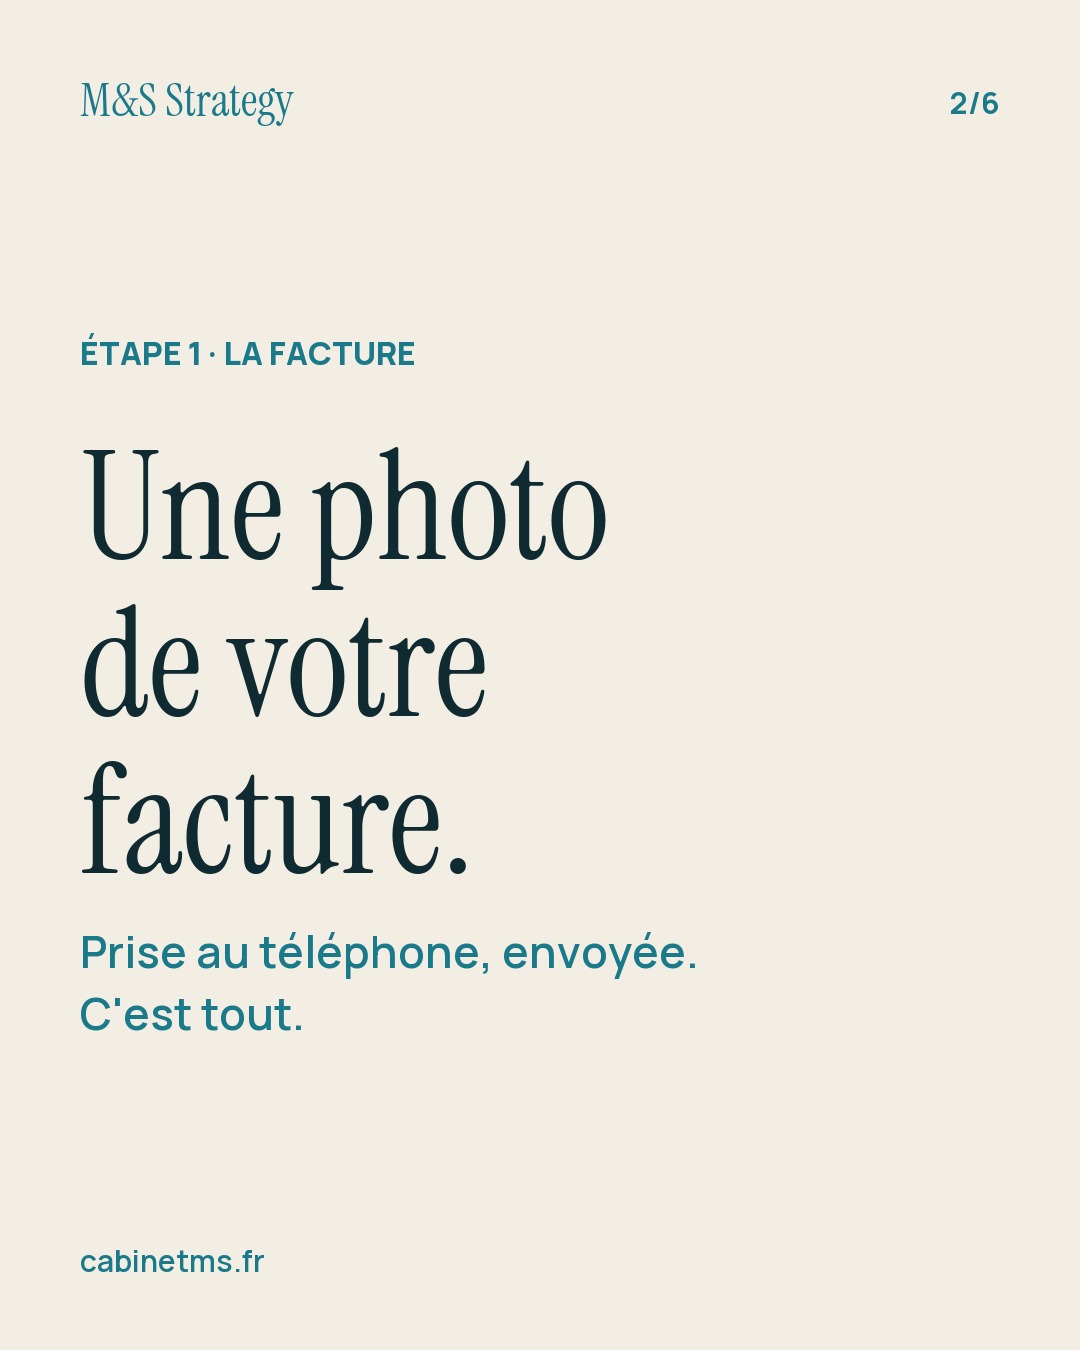 M&S Strategy
2/6
ÉTAPE 1 · LA FACTURE
Une photo
de votre
facture.
Prise au téléphone, envoyée.
C'est tout.
cabinetms.fr